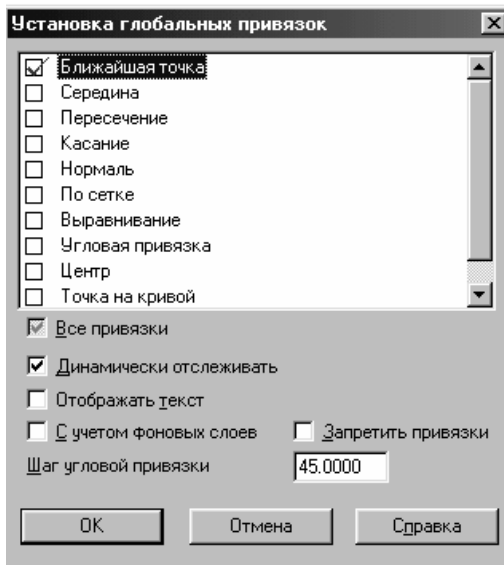 Установка глобальных привязок
Ближайшая точка
Середина
Пересечение
Касание
Нормаль
По сетке
Выравнивание
Угловая привязка
Центр
Точка на кривой
Все привязки
Динамически отслеживать
Отображать текст
С учетом фоновых слоев Запретить привязки
Шаг угловой привязки 45.0000
OK Отмена Справка